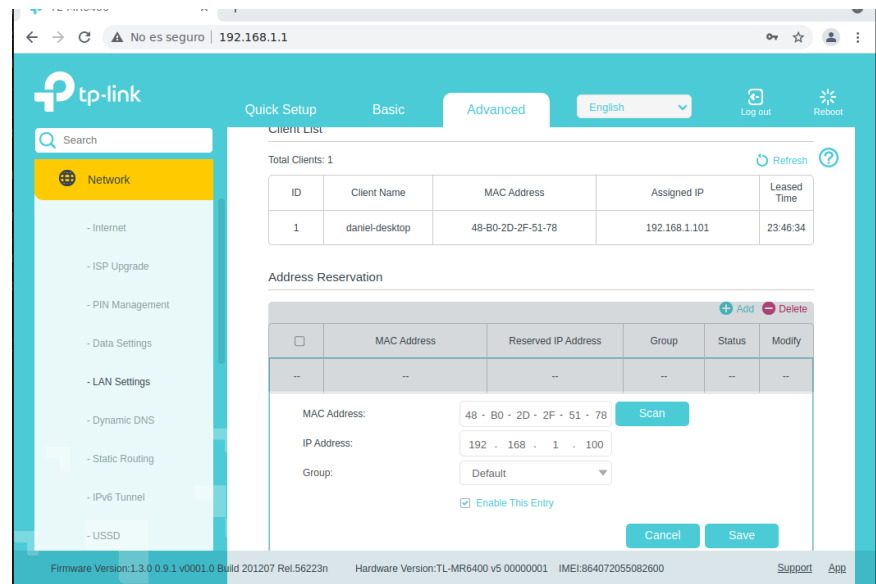 No es seguro | 192.168.1.1
tp-link
Quick Setup Basic Advanced English Log out Reboot
Search
Client List
Total Clients: 1 Refresh ?
Network
ID Client Name MAC Address Assigned IP Leased Time
1 daniel-desktop 48-B0-2D-2F-51-78 192.168.1.101 23:46:34
- Internet
- ISP Upgrade
- PIN Management
- Data Settings
- LAN Settings
- Dynamic DNS
- Static Routing
- IPv6 Tunnel
- USSD
Address Reservation
Add Delete
MAC Address Reserved IP Address Group Status Modify
-- -- -- -- -- --
MAC Address: 48 - B0 - 2D - 2F - 51 - 78 Scan
IP Address: 192 . 168 . 1 . 100
Group: Default
Enable This Entry
Cancel Save
Firmware Version:1.3.0 0.9.1 v0001.0 Build 201207 Rel.56223n Hardware Version:TL-MR6400 v5 00000001 IMEI:864072055082600 Support App